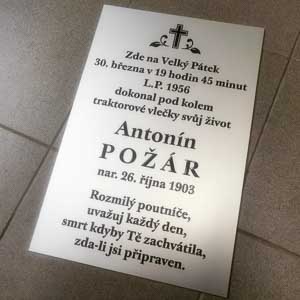 Zde na Velký Pátek
30. března v 19 hodin 45 minut
L.P. 1956
dokonal pod kolem
traktorové vlečky svůj život
Antonín
POŽÁR
nar. 26. října 1903
Rozmilý poutníče,
uvažuj každý den,
smrt kdyby Tě zachvátila,
zda-li jsi připraven.